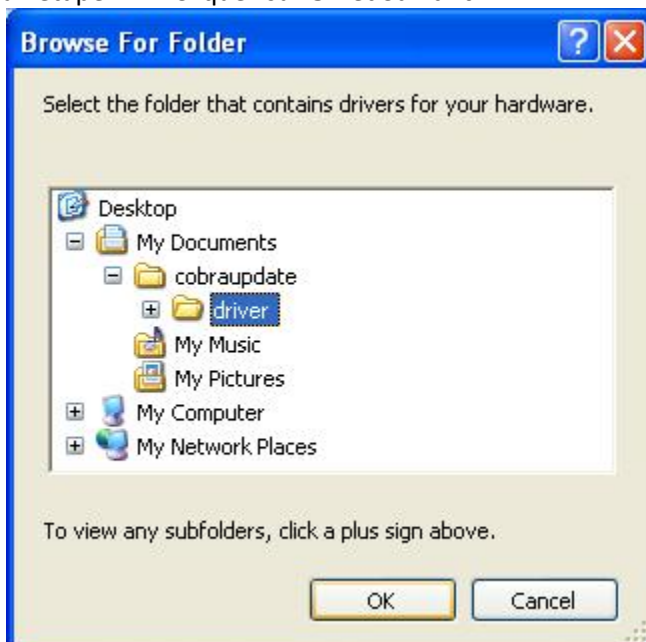 Browse For Folder
Select the folder that contains drivers for your hardware.
Desktop
My Documents
cobraupdate
driver
My Music
My Pictures
My Computer
My Network Places
To view any subfolders, click a plus sign above.
OK Cancel